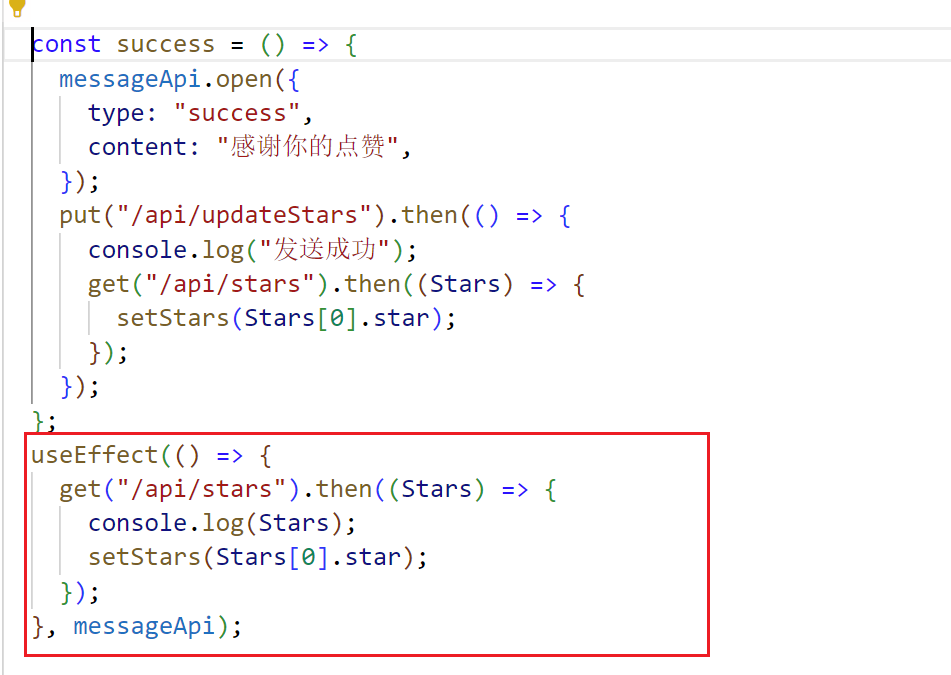 const success = () => {
  messageApi.open({
    type: "success",
    content: "感谢你的点赞",
  });
  put("/api/updateStars").then(() => {
    console.log("发送成功");
    get("/api/stars").then((Stars) => {
      setStars(Stars[0].star);
    });
  });
};
useEffect(() => {
  get("/api/stars").then((Stars) => {
    console.log(Stars);
    setStars(Stars[0].star);
  });
}, messageApi);